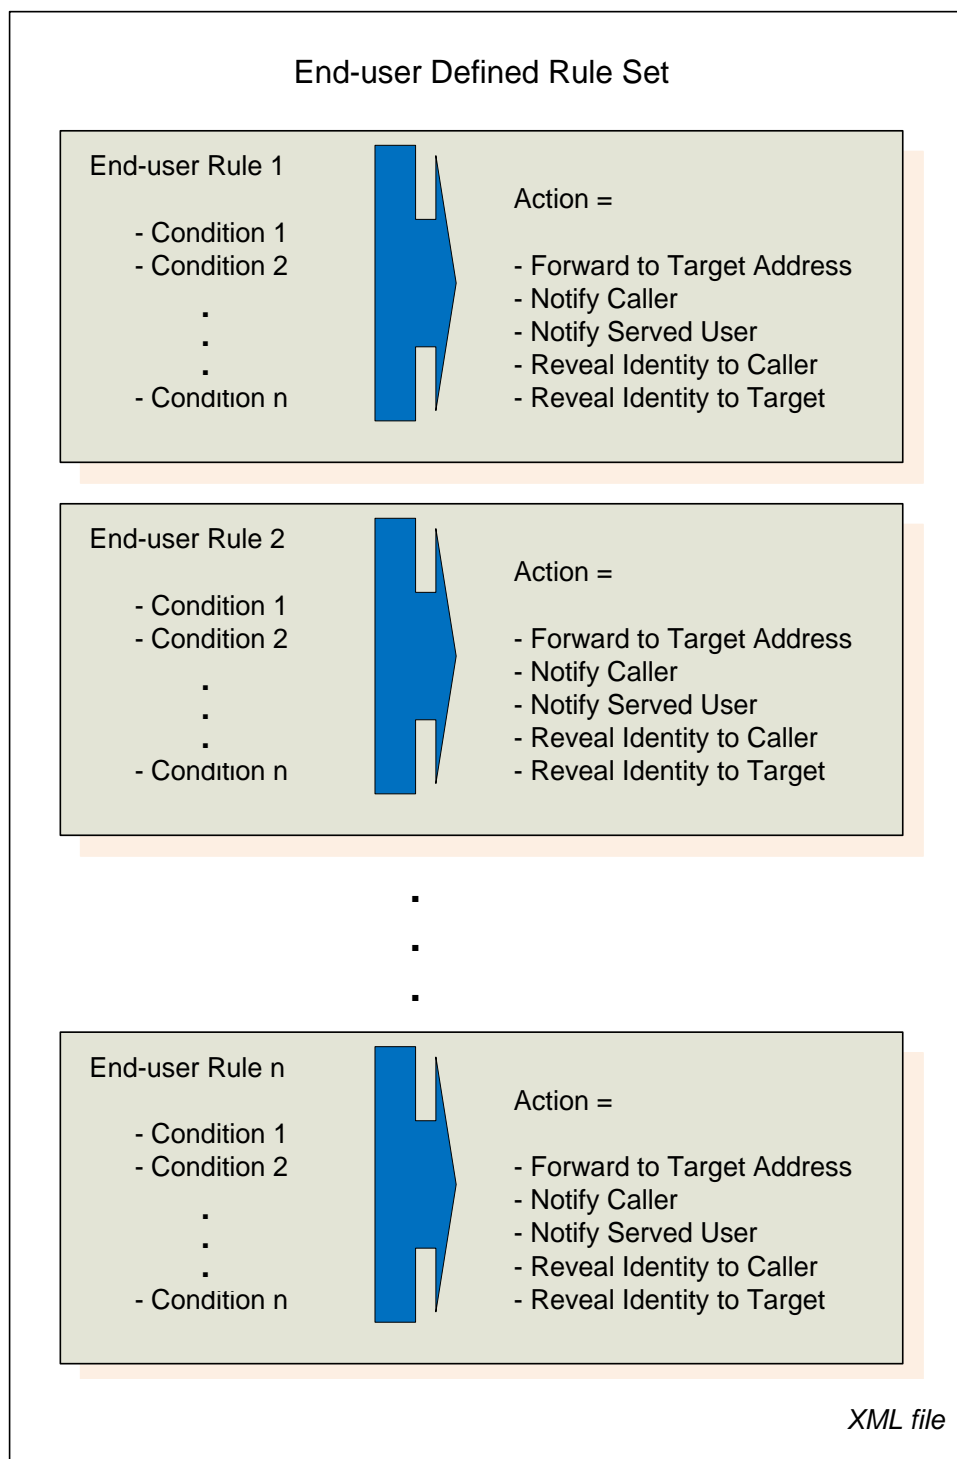 End-user Defined Rule Set
End-user Rule 1
- Condition 1
- Condition 2
.
.
.
- Condition n
Action =
- Forward to Target Address
- Notify Caller
- Notify Served User
- Reveal Identity to Caller
- Reveal Identity to Target
End-user Rule 2
- Condition 1
- Condition 2
.
.
.
- Condition n
Action =
- Forward to Target Address
- Notify Caller
- Notify Served User
- Reveal Identity to Caller
- Reveal Identity to Target
.
.
.
End-user Rule n
- Condition 1
- Condition 2
.
.
.
- Condition n
Action =
- Forward to Target Address
- Notify Caller
- Notify Served User
- Reveal Identity to Caller
- Reveal Identity to Target
XML file